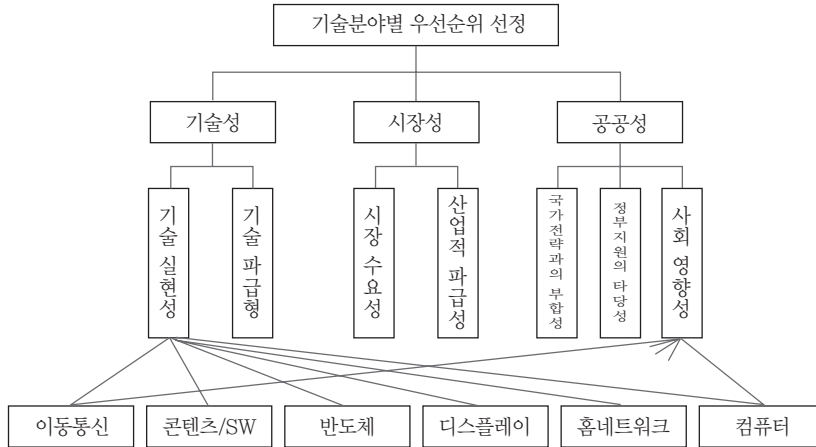 기술분야별 우선순위 선정
기술성
시장성
공공성
기술 실현성
기술 파급형
시장 수요성
산업적 파급성
국가전략과의 부합성
정부지원의 타당성
사회 영향성
이동통신
콘텐츠/SW
반도체
디스플레이
홈네트워크
컴퓨터